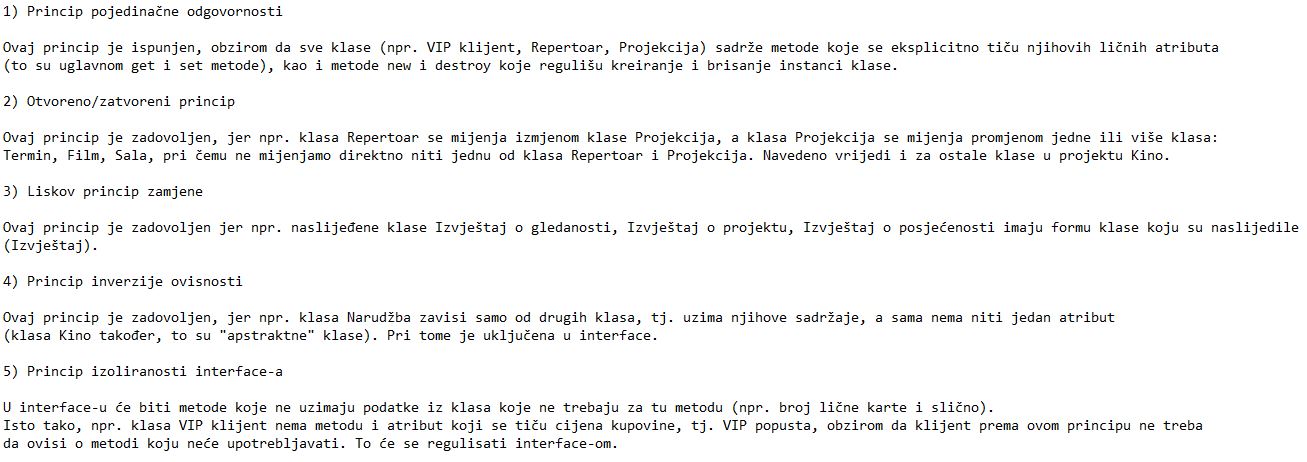 1) Princip pojedinačne odgovornosti
Ovaj princip je ispunjen, obzirom da sve klase (npr. VIP klijent, Repertoar, Projekcija) sadrže metode koje se eksplicitno tiču njihovih ličnih atributa
(to su uglavnom get i set metode), kao i metode new i destroy koje regulišu kreiranje i brisanje instanci klase.
2) Otvoreno/zatvoreni princip
Ovaj princip je zadovoljen, jer npr. klasa Repertoar se mijenja izmjenom klase Projekcija, a klasa Projekcija se mijenja promjenom jedne ili više klasa:
Termin, Film, Sala, pri čemu ne mijenjamo direktno niti jednu od klasa Repertoar i Projekcija. Navedeno vrijedi i za ostale klase u projektu Kino.
3) Liskov princip zamjene
Ovaj princip je zadovoljen jer npr. naslijeđene klase Izvještaj o gledanosti, Izvještaj o projektu, Izvještaj o posjećenosti imaju formu klase koju su naslijedile
(Izvještaj).
4) Princip inverzije ovisnosti
Ovaj princip je zadovoljen, jer npr. klasa Narudžba zavisi samo od drugih klasa, tj. uzima njihove sadržaje, a sama nema niti jedan atribut
(klasa Kino također, to su "apstraktne" klase). Pri tome je uključena u interface.
5) Princip izoliranosti interface-a
U interface-u će biti metode koje ne uzimaju podatke iz klasa koje ne trebaju za tu metodu (npr. broj lične karte i slično).
Isto tako, npr. klasa VIP klijent nema metodu i atribut koji se tiču cijena kupovine, tj. VIP popusta, obzirom da klijent prema ovom principu ne treba
da ovisi o metodi koju neće upotrebljavati. To će se regulisati interface-om.